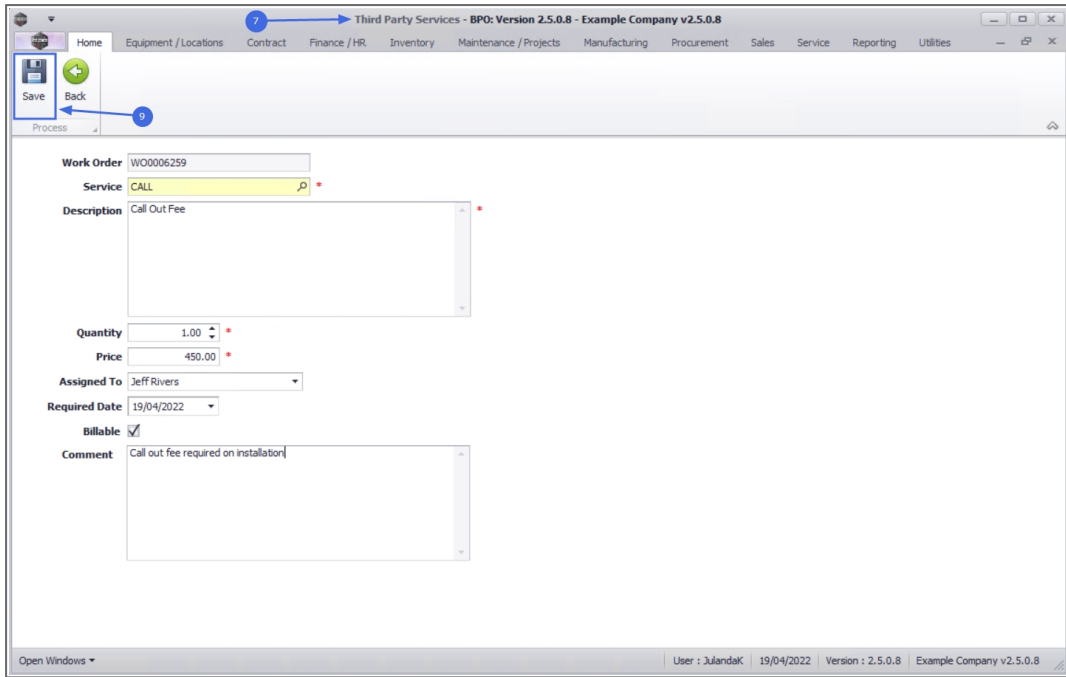 7
Third Party Services - BPO: Version 2.5.0.8 - Example Company v2.5.0.8
Home Equipment / Locations Contract Finance / HR Inventory Maintenance / Projects Manufacturing Procurement Sales Service Reporting Utilities
Save Back
9
Process
Work Order WO0006259
Service CALL *
Description Call Out Fee *
Quantity 1.00 *
Price 450.00 *
Assigned To Jeff Rivers
Required Date 19/04/2022
Billable
Comment Call out fee required on installation
Open Windows User : JulandaK 19/04/2022 Version : 2.5.0.8 Example Company v2.5.0.8